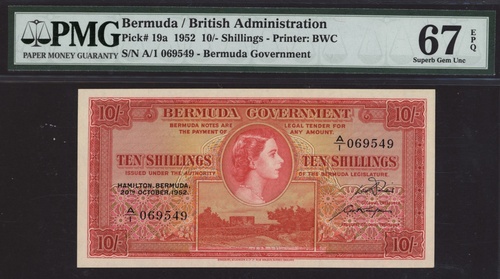 PMG
PAPER MONEY GUARANTY
Bermuda / British Administration
Pick# 19a 1952 10/- Shillings - Printer: BWC
S/N A/1 069549 - Bermuda Government
67 EPQ
Superb Gem Unc
10/- BERMUDA GOVERNMENT 10/-
BERMUDA NOTES ARE LEGAL TENDER FOR
THE PAYMENT OF ANY AMOUNT.
A/1 069549
TEN SHILLINGS TEN SHILLINGS
ISSUED UNDER THE AUTHORITY OF THE BERMUDA LEGISLATURE
HAMILTON, BERMUDA,
20TH OCTOBER, 1952.
A/1 069549
10/- 10/-